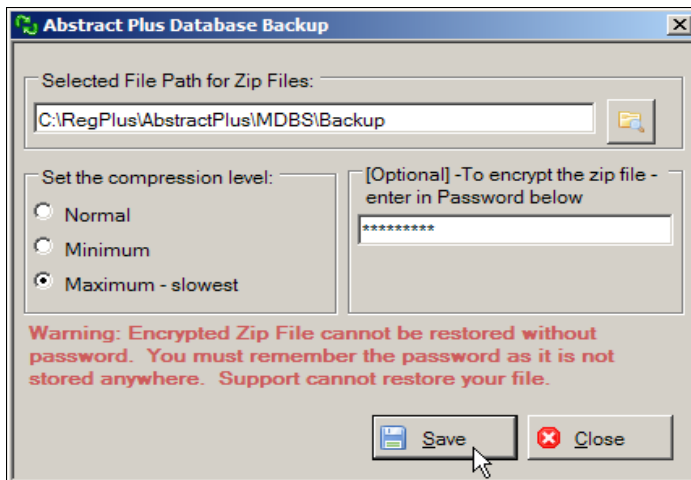 Abstract Plus Database Backup
Selected File Path for Zip Files:
C:\RegPlus\AbstractPlus\MDBS\Backup
Set the compression level:
Normal
Minimum
Maximum - slowest
[Optional] -To encrypt the zip file -
enter in Password below
*********
Warning: Encrypted Zip File cannot be restored without
password. You must remember the password as it is not
stored anywhere. Support cannot restore your file.
Save
Close